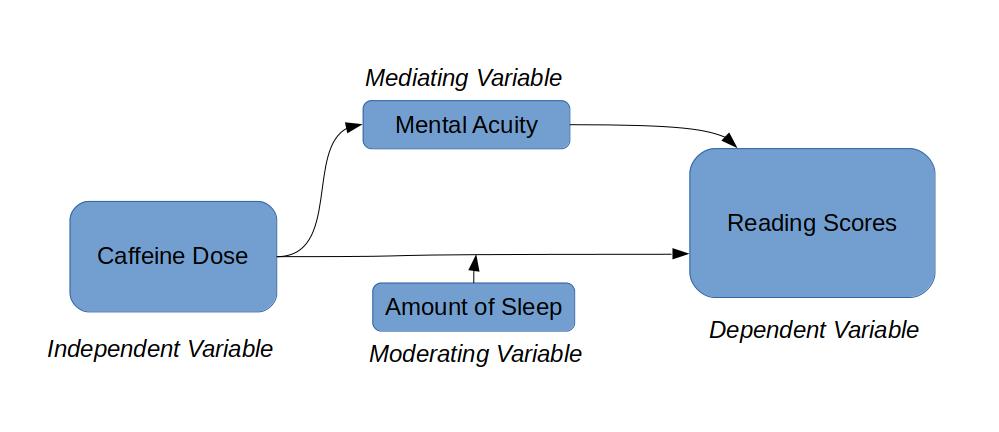 Mediating Variable
Mental Acuity
Reading Scores
Caffeine Dose
Amount of Sleep
Dependent Variable
Independent Variable
Moderating Variable